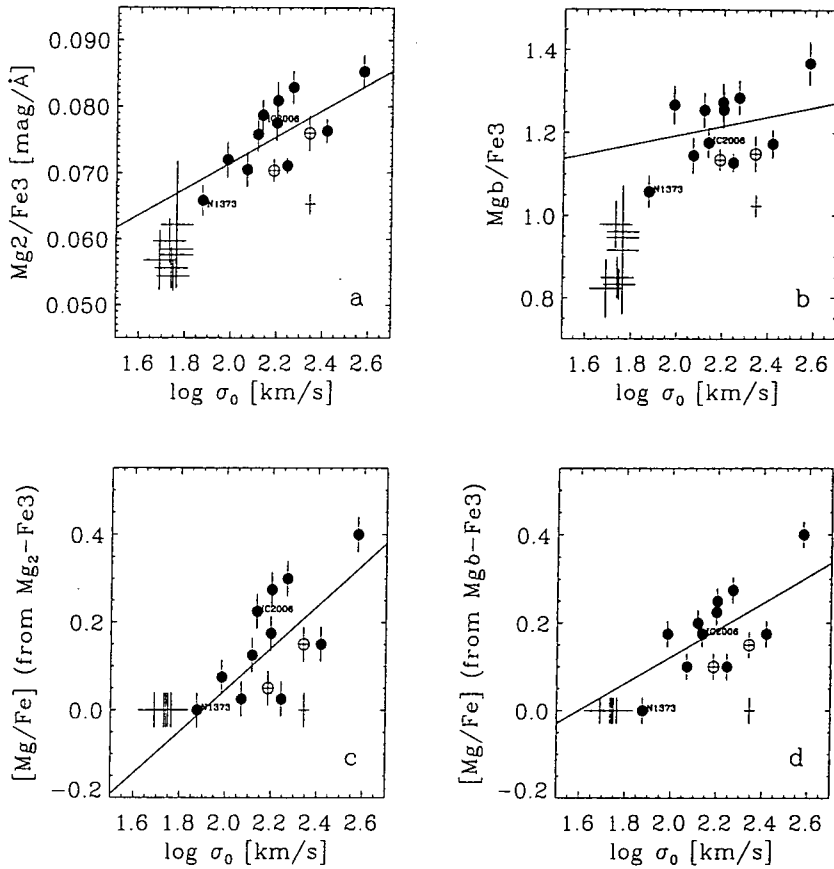 0.090
0.080
0.070
0.060
0.050
Mg2/Fe3 [mag/Å]
IC2006
N1373
a
1.6 1.8 2.0 2.2 2.4 2.6
log σ₀ [km/s]
1.4
1.2
1.0
0.8
Mgb/Fe3
IC2006
N1373
b
1.6 1.8 2.0 2.2 2.4 2.6
log σ₀ [km/s]
0.4
0.2
0.0
-0.2
[Mg/Fe] (from Mg₂-Fe3)
IC2006
N1373
c
1.6 1.8 2.0 2.2 2.4 2.6
log σ₀ [km/s]
0.4
0.2
0.0
-0.2
[Mg/Fe] (from Mgb-Fe3)
IC2006
N1373
d
1.6 1.8 2.0 2.2 2.4 2.6
log σ₀ [km/s]